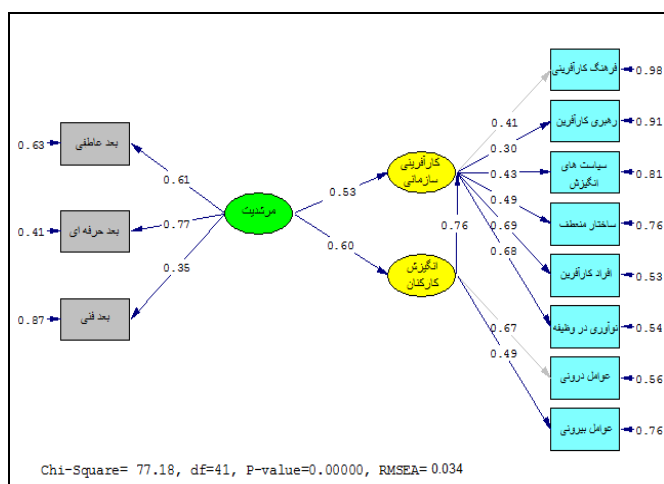 فرهنگ کارآفرینی
0.98
0.41
رهبری کارآفرین
0.91
0.30
بعد عاطفی
0.63
0.61
کارآفرینی
سازمانی
0.43
سیاست های
انگیزش
0.81
0.53
مرشدیت
0.49
ساختار منعطف
0.76
بعد حرفه ای
0.41
0.77
0.76
0.69
0.68
افراد کارآفرین
0.53
0.60
انگیزش
کارکنان
0.35
بعد فنی
0.87
نوآوری در وظیفه
0.54
0.67
0.49
عوامل درونی
0.56
عوامل بیرونی
0.76
Chi-Square= 77.18, df=41, P-value=0.00000, RMSEA= 0.034